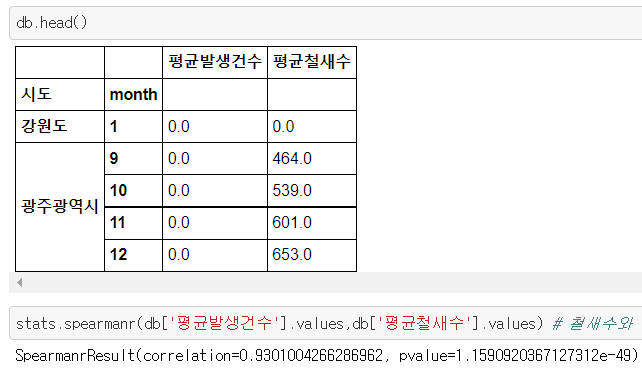 db.head()
평균발생건수 평균철새수
시도 month
강원도 1 0.0 0.0
광주광역시 9 0.0 464.0
10 0.0 539.0
11 0.0 601.0
12 0.0 653.0
stats.spearmanr(db['평균발생건수'].values,db['평균철새수'].values) # 철새수와
SpearmanrResult(correlation=0.9301004266286962, pvalue=1.1590920367127312e-49)